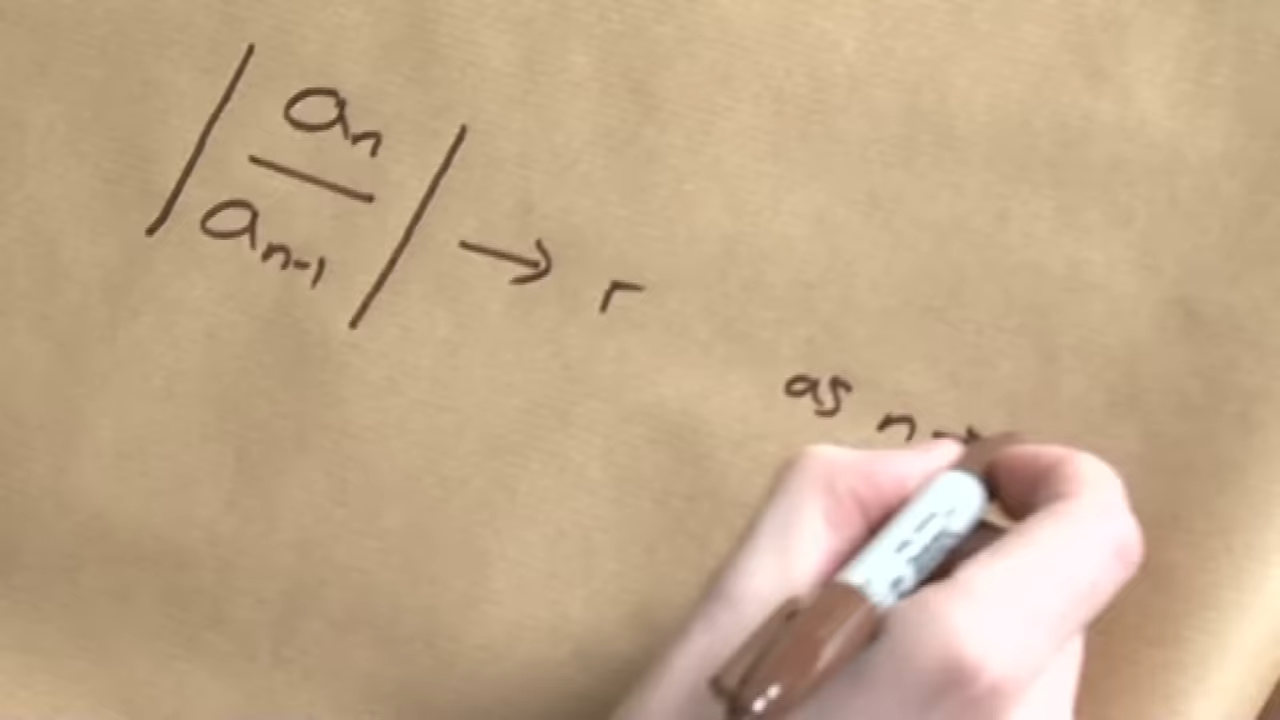 |aₙ / aₙ₋₁| → r
as n →